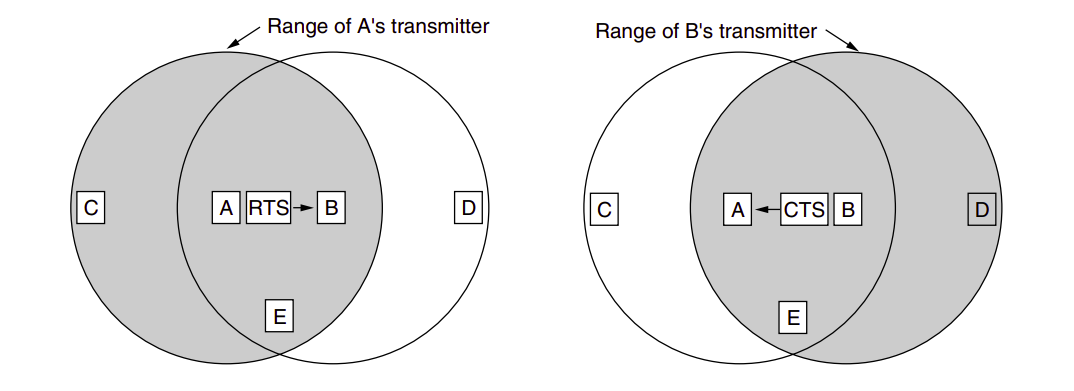 Range of A's transmitter
C
A
RTS
B
D
E
Range of B's transmitter
C
A
CTS
B
D
E